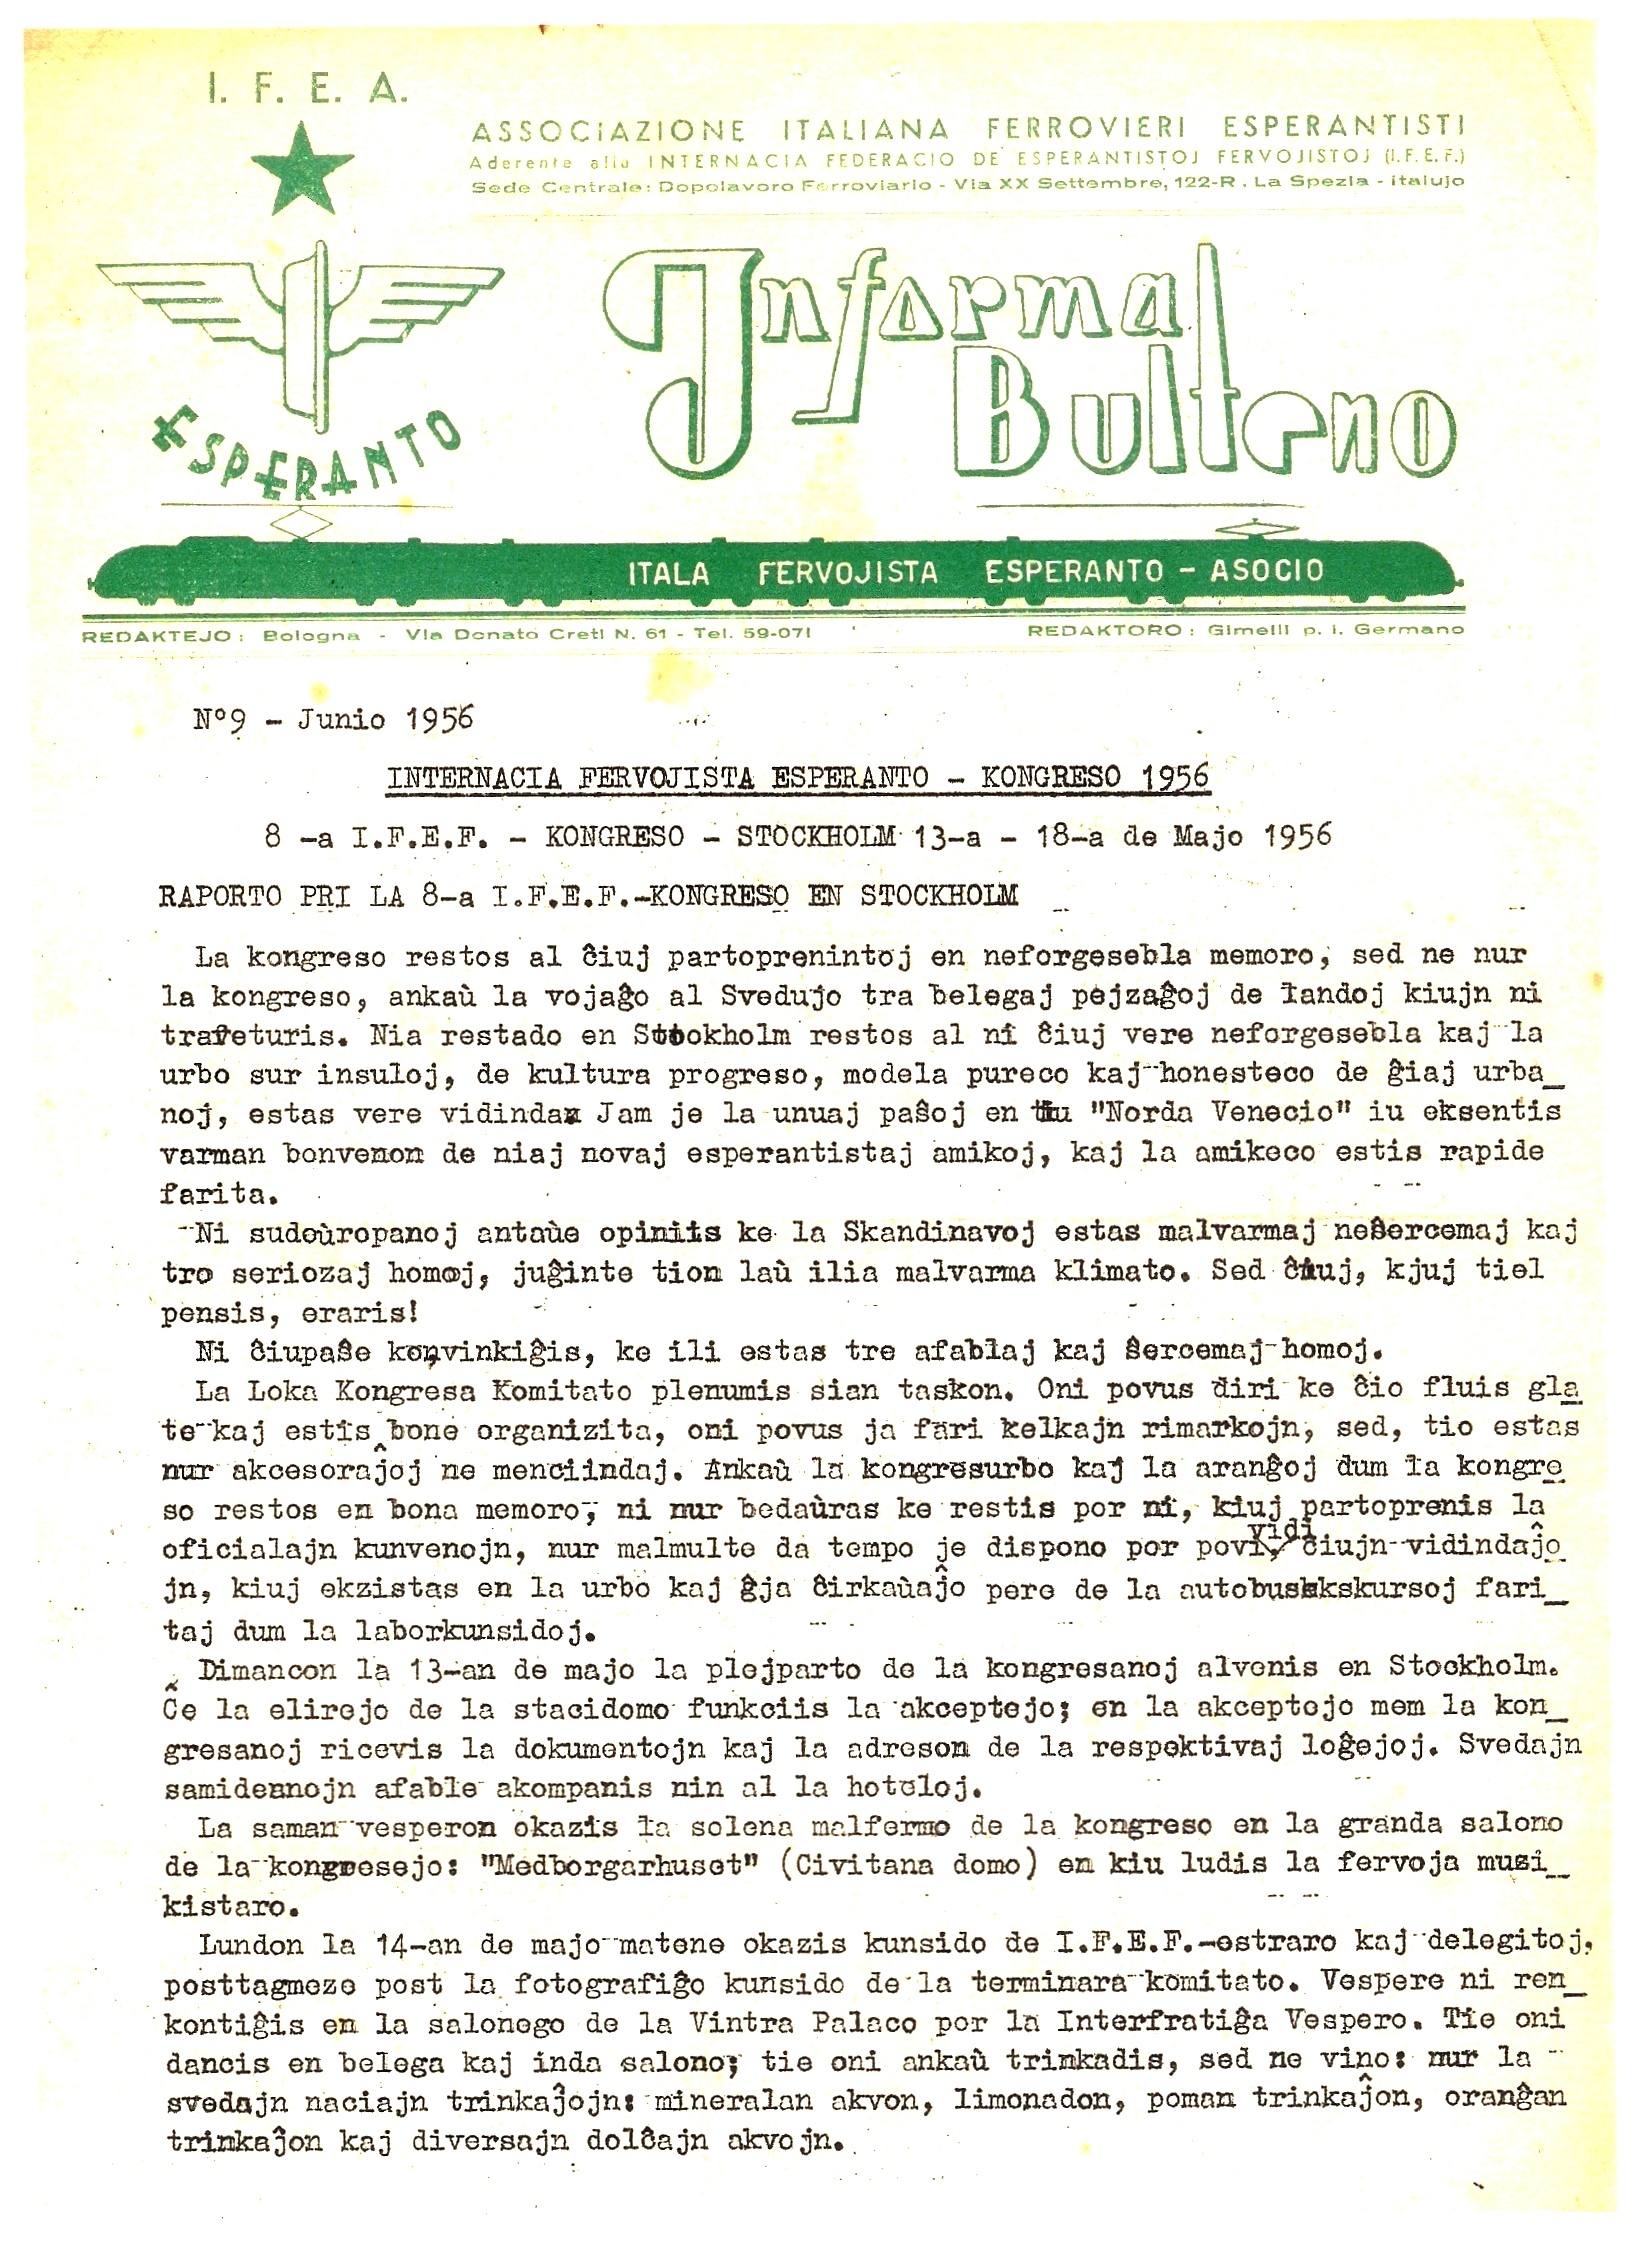 I. F. E. A.
ASSOCIAZIONE ITALIANA FERROVIERI ESPERANTISTI
Aderente alla INTERNACIA FEDERACIO DE ESPERANTISTOJ FERVOJISTOJ (I.F.E.F.)
Sede Centrale: Dopolavoro Ferroviario - Via XX Settembre, 122-R. La Spezia - Italujo
Informa
Bulteno
ESPERANTO
ITALA FERVOJISTA ESPERANTO - ASOCIO
REDAKTEJO: Bologna - Via Donato Creti N. 61 - Tel. 59-071 REDAKTORO: Gimelli p. i. Germano
N°9 - Junio 1956
INTERNACIA FERVOJISTA ESPERANTO - KONGRESO 1956
8 -a I.F.E.F. - KONGRESO - STOCKHOLM 13-a - 18-a de Majo 1956
RAPORTO PRI LA 8-a I.F.E.F.-KONGRESO EN STOCKHOLM
La kongreso restos al ĉiuj partoprenintoj en neforgesebla memoro, sed ne nur
la kongreso, ankaù la vojaĝo al Svedujo tra belegaj pejzaĝoj de landoj kiujn ni
traveturis. Nia restado en Stockholm restos al ni ĉiuj vere neforgesebla kaj la
urbo sur insuloj, de kultura progreso, modela pureco kaj honesteco de ĝiaj urba_
noj, estas vere vidinda. Jam je la unuaj paŝoj en tiu "Norda Venecio" iu eksentis
varman bonvenon de niaj novaj esperantistaj amikoj, kaj la amikeco estis rapide
farita.
Ni sudeùropanoj antaùe opiniis ke la Skandinavoj estas malvarmaj neŝercemaj kaj
tro seriozaj homoj, juĝinte tion laù ilia malvarma klimato. Sed ĉiuj, kjuj tiel
pensis, eraris!
Ni ĉiupaŝe konvinkiĝis, ke ili estas tre afablaj kaj ŝercemaj homoj.
La Loka Kongresa Komitato plenumis sian taskon. Oni povus diri ke ĉio fluis gla
te kaj estis bone organizita, oni povus ja fari kelkajn rimarkojn, sed, tio estas
nur akcesoraĵoj ne menciindaj. Ankaù la kongresurbo kaj la aranĝoj dum la kongre
so restos en bona memoro; ni nur bedaùras ke restis por ni, kiuj partoprenis la
oficialajn kunvenojn, nur malmulte da tempo je dispono por povi vidi ĉiujn vidindaĵo
jn, kiuj ekzistas en la urbo kaj ĝja ĉirkaùaĵo pere de la autobusekskursoj fari_
taj dum la laborkunsidoj.
Dimancon la 13-an de majo la plejparto de la kongresanoj alvenis en Stockholm.
Ĉe la elirejo de la stacidomo funkciis la akceptejo; en la akceptejo mem la kon_
gresanoj ricevis la dokumentojn kaj la adreson de la respektivaj loĝejoj. Svedajn
samideanojn afable akompanis nin al la hoteloj.
La saman vesperon okazis la solena malfermo de la kongreso en la granda salono
de la kongresejo: "Medborgarhuset" (Civitana domo) en kiu ludis la fervoja muzi_
kistaro.
Lundon la 14-an de majo matene okazis kunsido de I.F.E.F.-estraro kaj delegitoj,
posttagmeze post la fotografiĝo kunsido de la terminara komitato. Vespere ni ren_
kontiĝis en la salonego de la Vintra Palaco por la Interfratiĝa Vespero. Tie oni
dancis en belega kaj inda salono; tie oni ankaù trinkadis, sed ne vino: nur la
svedajn naciajn trinkaĵojn: mineralan akvon, limonadon, poman trinkaĵon, oranĝan
trinkaĵon kaj diversajn dolĉajn akvojn.